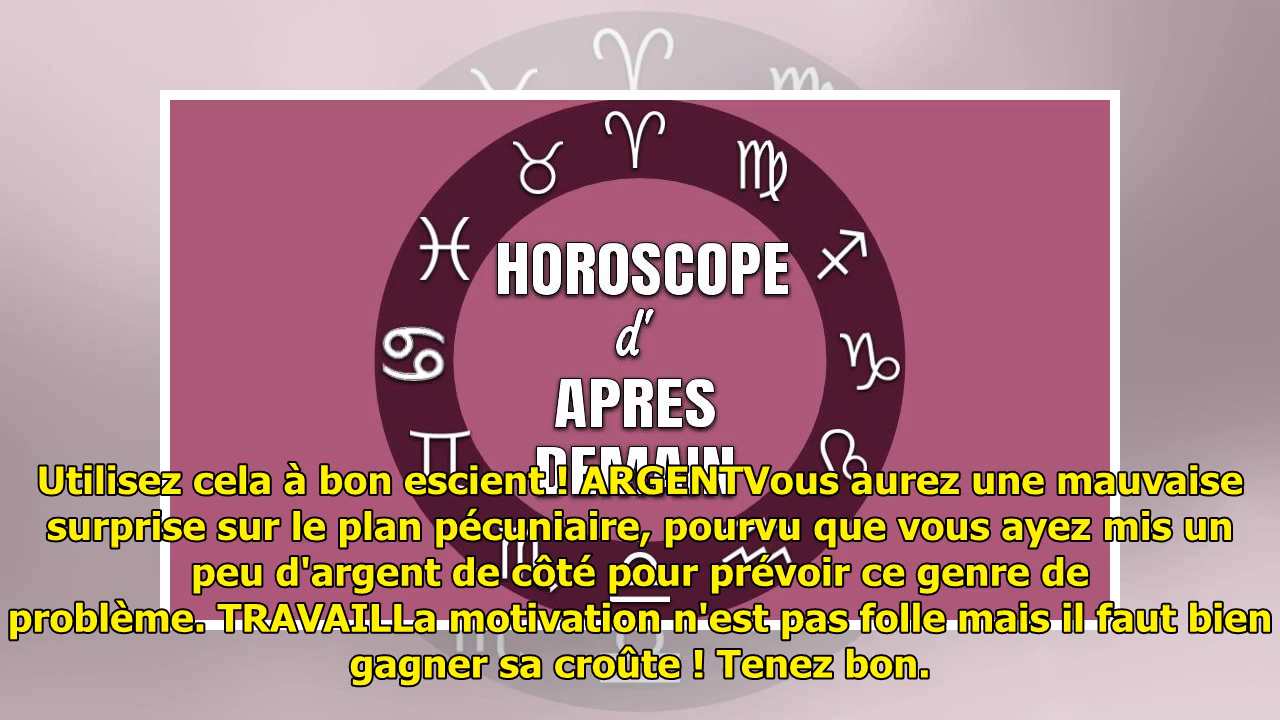 HOROSCOPE
d'
APRES
DEMAIN
Utilisez cela à bon escient ! ARGENTVous aurez une mauvaise
surprise sur le plan pécuniaire, pourvu que vous ayez mis un
peu d'argent de côté pour prévoir ce genre de
problème. TRAVAILLa motivation n'est pas folle mais il faut bien
gagner sa croûte ! Tenez bon.